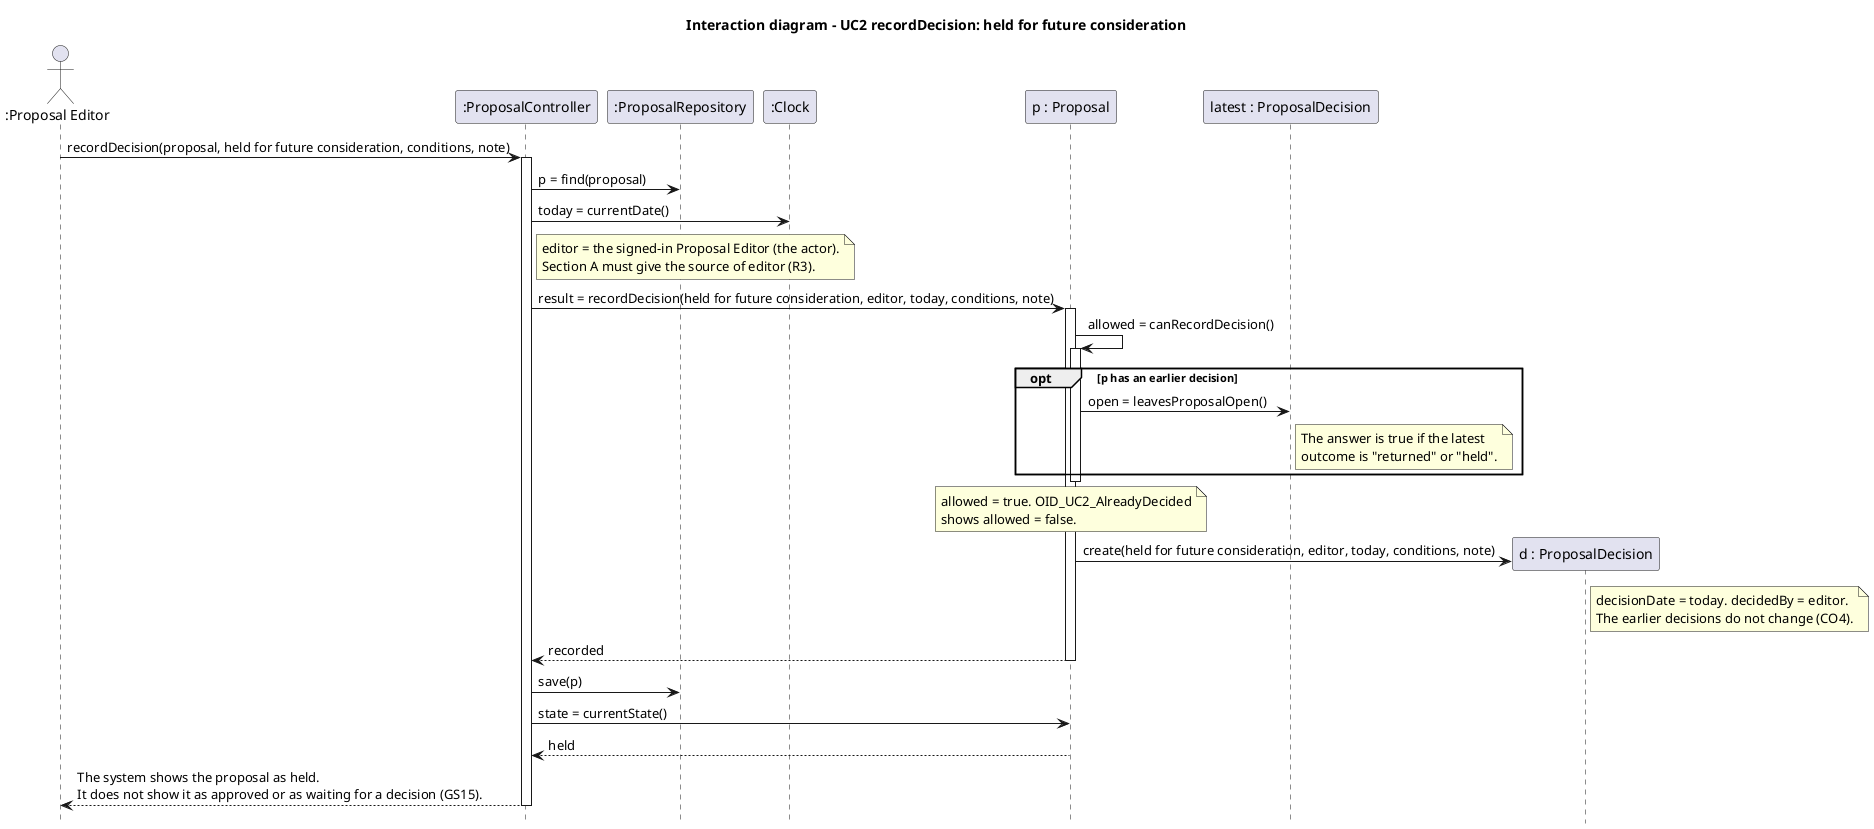 Interaction diagram - UC2 recordDecision: held for future consideration
:Proposal Editor
:ProposalController
:ProposalRepository
:Clock
p : Proposal
latest : ProposalDecision
recordDecision(proposal, held for future consideration, conditions, note)
p = find(proposal)
today = currentDate()
editor = the signed-in Proposal Editor (the actor).
Section A must give the source of editor (R3).
result = recordDecision(held for future consideration, editor, today, conditions, note)
allowed = canRecordDecision()
opt
[p has an earlier decision]
open = leavesProposalOpen()
The answer is true if the latest
outcome is "returned" or "held".
allowed = true. OID_UC2_AlreadyDecided
shows allowed = false.
create(held for future consideration, editor, today, conditions, note)
d : ProposalDecision
decisionDate = today. decidedBy = editor.
The earlier decisions do not change (CO4).
recorded
save(p)
state = currentState()
held
The system shows the proposal as held.
It does not show it as approved or as waiting for a decision (GS15).